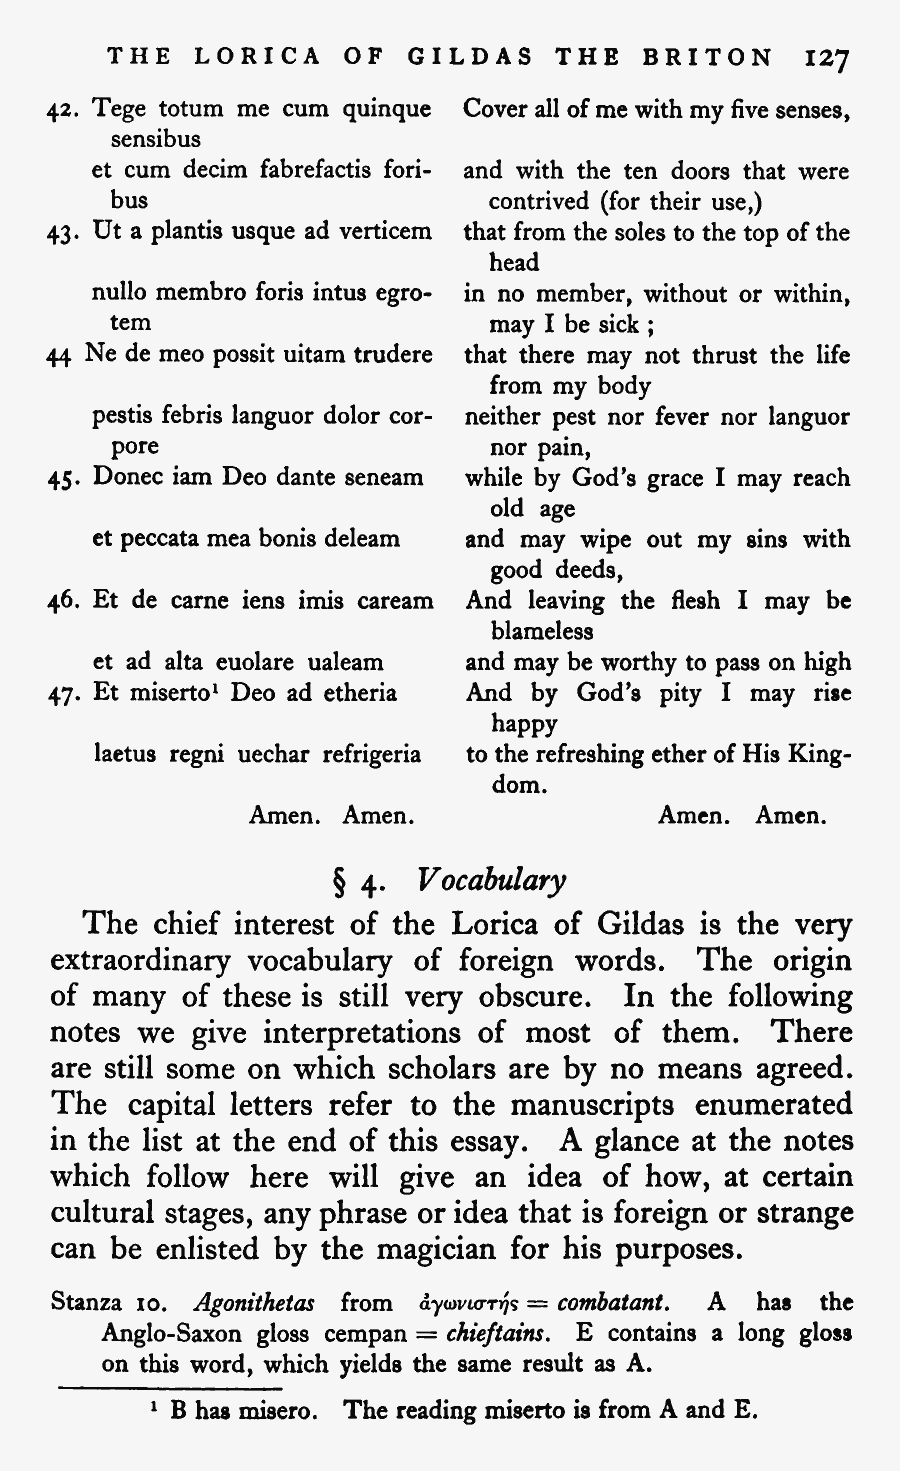 THE LORICA OF GILDAS THE BRITON 127
42. Tege totum me cum quinque
sensibus
et cum decim fabrefactis fori-
bus
43. Ut a plantis usque ad verticem
nullo membro foris intus egro-
tem
44 Ne de meo possit uitam trudere
pestis febris languor dolor cor-
pore
45. Donec iam Deo dante seneam
et peccata mea bonis deleam
46. Et de carne iens imis caream
et ad alta euolare ualeam
47. Et miserto¹ Deo ad etheria
laetus regni uechar refrigeria
Amen. Amen.
Cover all of me with my five senses,
and with the ten doors that were
contrived (for their use,)
that from the soles to the top of the
head
in no member, without or within,
may I be sick ;
that there may not thrust the life
from my body
neither pest nor fever nor languor
nor pain,
while by God's grace I may reach
old age
and may wipe out my sins with
good deeds,
And leaving the flesh I may be
blameless
and may be worthy to pass on high
And by God's pity I may rise
happy
to the refreshing ether of His King-
dom.
Amen. Amen.
§ 4. Vocabulary
The chief interest of the Lorica of Gildas is the very
extraordinary vocabulary of foreign words. The origin
of many of these is still very obscure. In the following
notes we give interpretations of most of them. There
are still some on which scholars are by no means agreed.
The capital letters refer to the manuscripts enumerated
in the list at the end of this essay. A glance at the notes
which follow here will give an idea of how, at certain
cultural stages, any phrase or idea that is foreign or strange
can be enlisted by the magician for his purposes.
Stanza 10. Agonithetas from ἀγωνιστής = combatant. A has the
Anglo-Saxon gloss cempan = chieftains. E contains a long gloss
on this word, which yields the same result as A.
¹ B has misero. The reading miserto is from A and E.